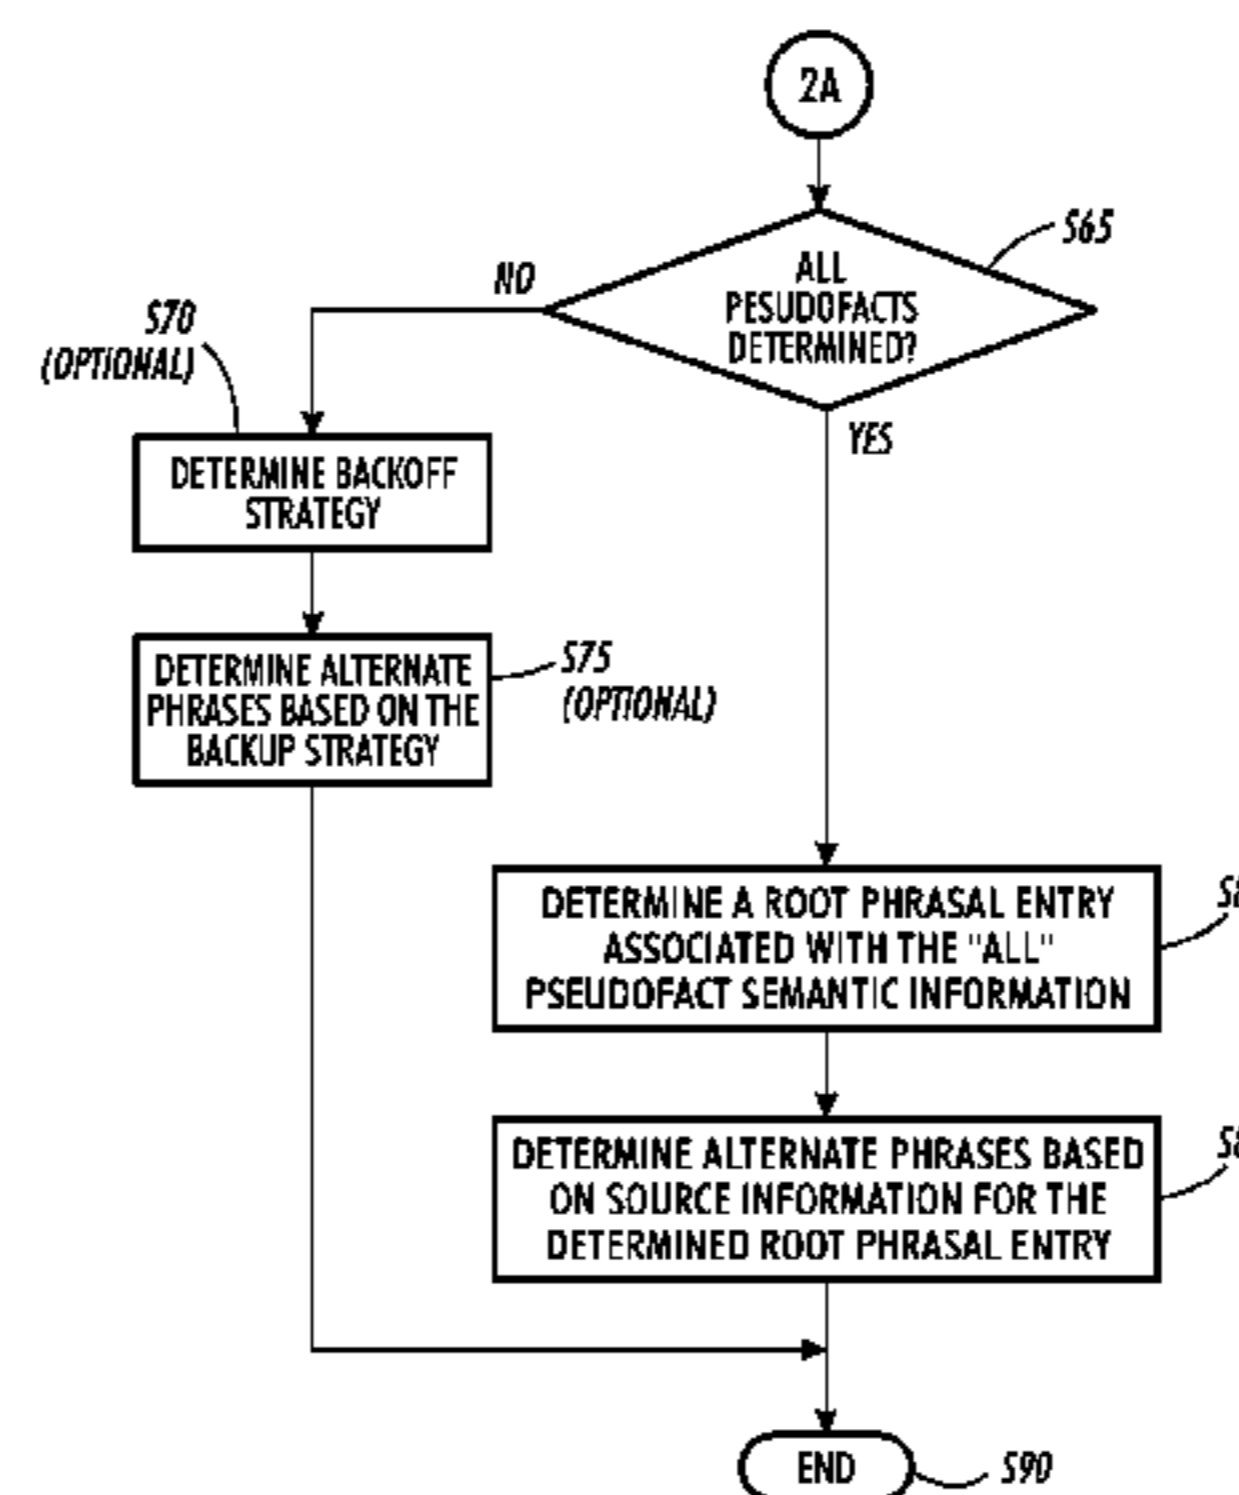 2A
S65
ALL
PESUDOFACTS
DETERMINED?
NO
YES
S70
(OPTIONAL)
DETERMINE BACKOFF
STRATEGY
DETERMINE ALTERNATE
PHRASES BASED ON THE
BACKUP STRATEGY
S75
(OPTIONAL)
DETERMINE A ROOT PHRASAL ENTRY
ASSOCIATED WITH THE "ALL"
PSEUDOFACT SEMANTIC INFORMATION
DETERMINE ALTERNATE PHRASES BASED
ON SOURCE INFORMATION FOR THE
DETERMINED ROOT PHRASAL ENTRY
END
S90